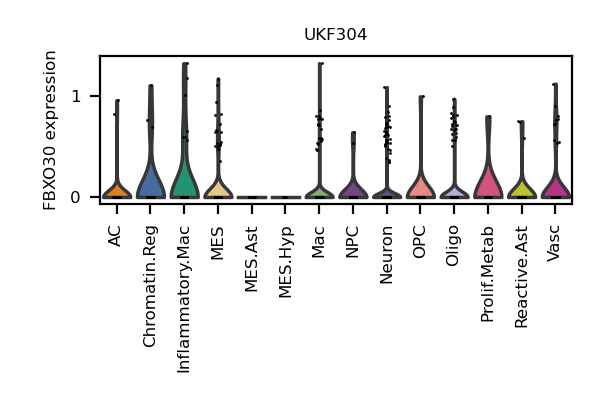 UKF304
FBXO30 expression
1
0
AC
Chromatin.Reg
Inflammatory.Mac
MES
MES.Ast
MES.Hyp
Mac
NPC
Neuron
OPC
Oligo
Prolif.Metab
Reactive.Ast
Vasc